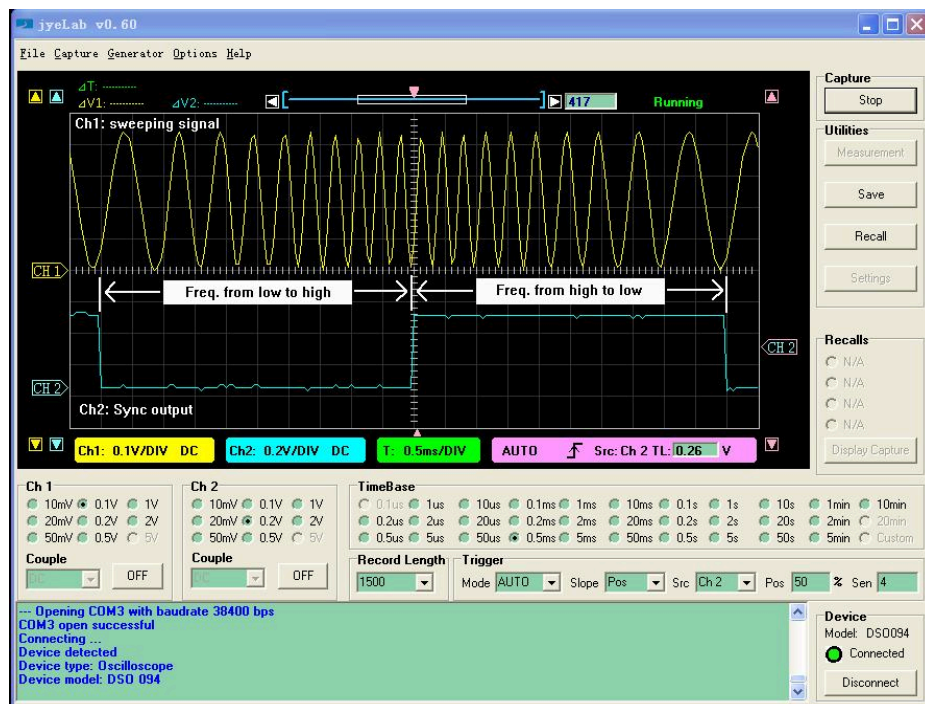 jyeLab v0.60
File Capture Generator Options Help
⊿T: ----------
⊿V1: ---------- ⊿V2: ----------
417 Running
Ch1: sweeping signal
CH 1
Freq. from low to high
Freq. from high to low
CH 2
CH 2
Ch2: Sync output
Ch1: 0.1V/DIV DC
Ch2: 0.2V/DIV DC
T: 0.5ms/DIV
AUTO Src: Ch 2 TL: 0.26 V
Capture
Stop
Utilities
Measurement
Save
Recall
Settings
Recalls
N/A
N/A
N/A
N/A
Display Capture
Ch 1
10mV 0.1V 1V
20mV 0.2V 2V
50mV 0.5V 5V
Couple
DC OFF
Ch 2
10mV 0.1V 1V
20mV 0.2V 2V
50mV 0.5V 5V
Couple
DC OFF
TimeBase
0.1us 1us 10us 0.1ms 1ms 10ms 0.1s 1s 10s 1min 10min
0.2us 2us 20us 0.2ms 2ms 20ms 0.2s 2s 20s 2min 20min
0.5us 5us 50us 0.5ms 5ms 50ms 0.5s 5s 50s 5min Custom
Record Length
1500
Trigger
Mode AUTO Slope Pos Src Ch 2 Pos 50 % Sen 4
--- Opening COM3 with baudrate 38400 bps
COM3 open successful
Connecting ...
Device detected
Device type: Oscilloscope
Device model: DSO 094
Device
Model: DSO094
Connected
Disconnect